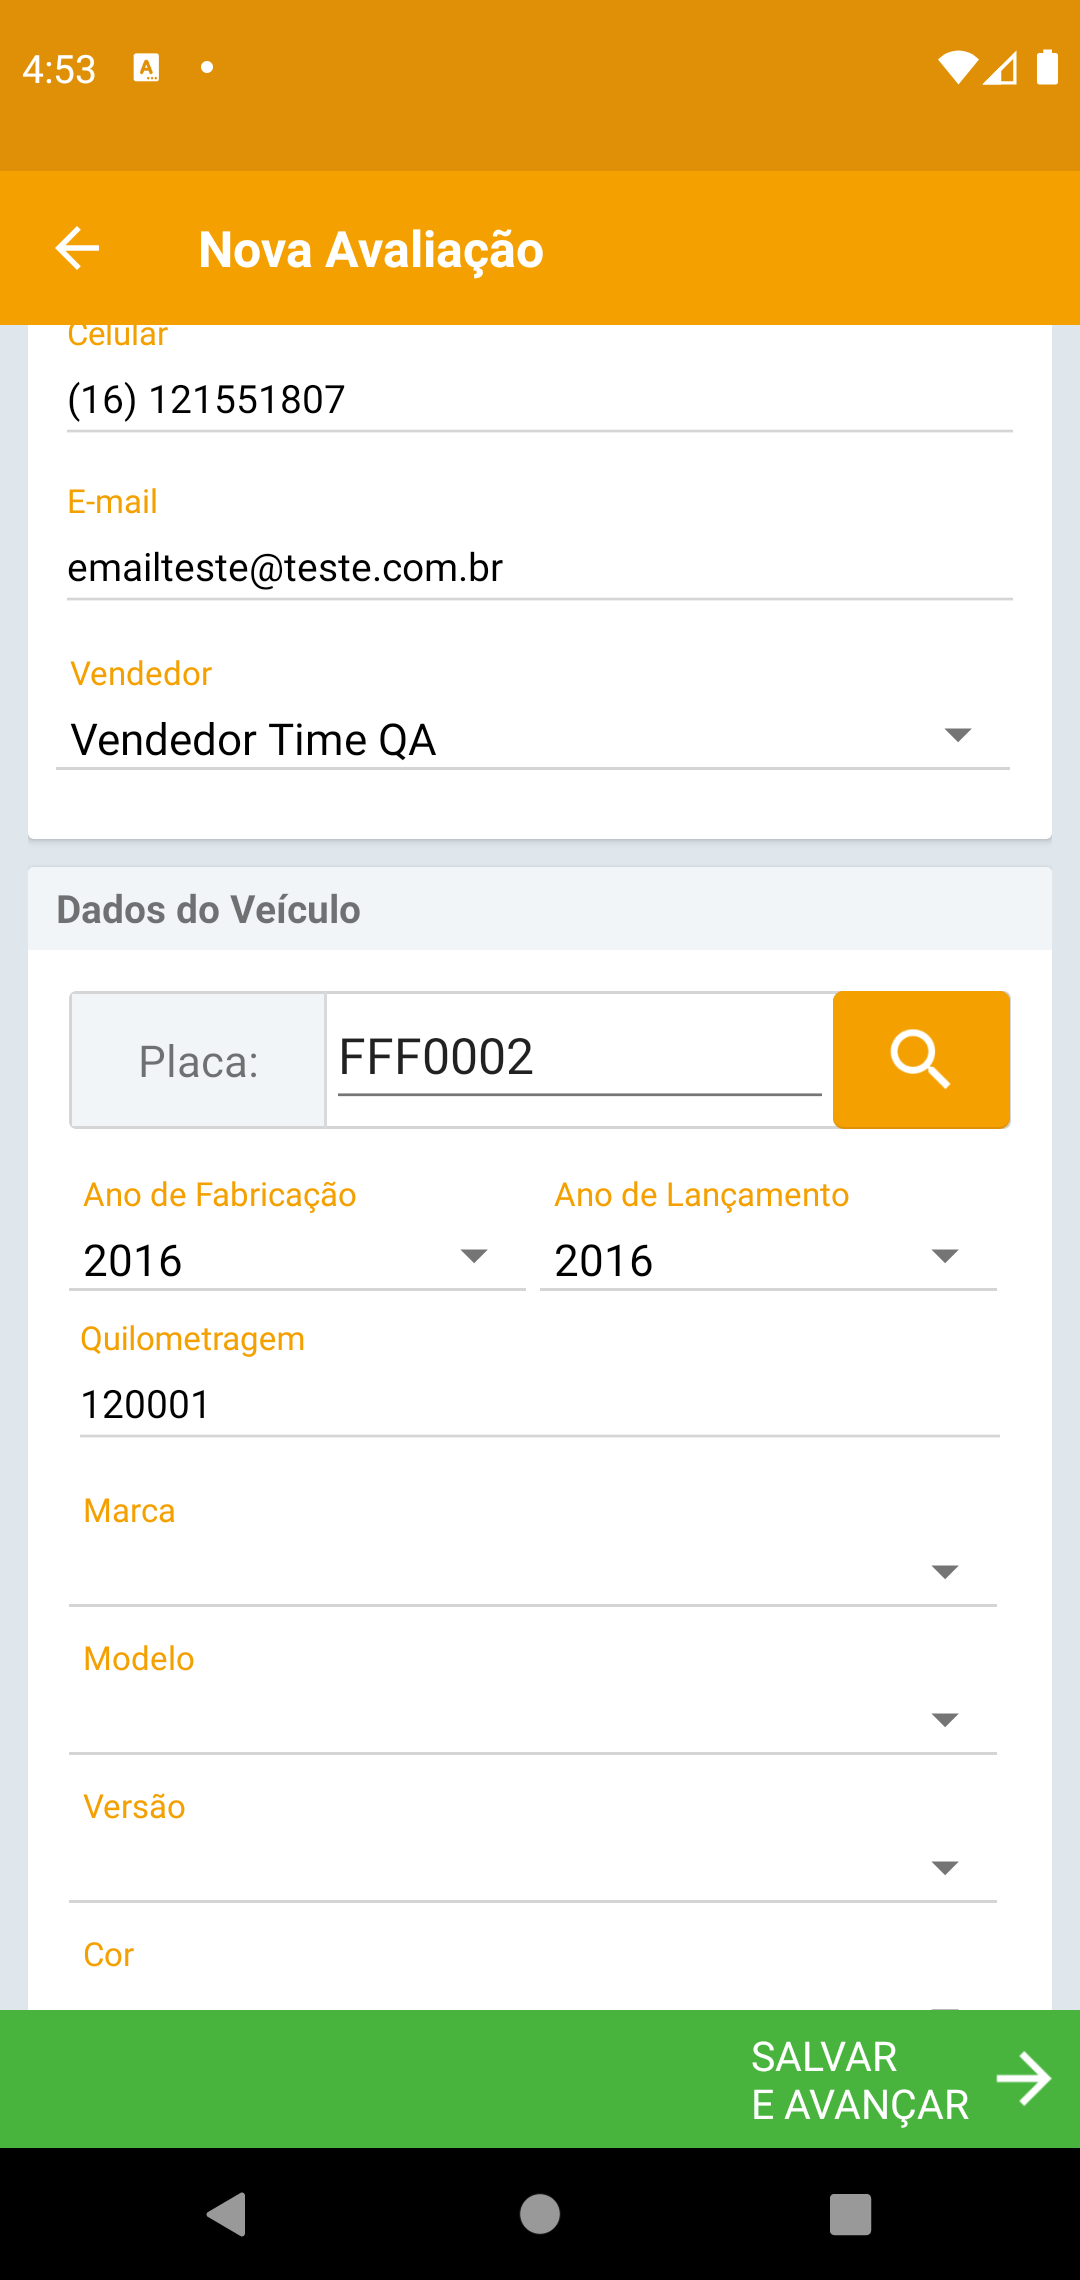 4:53
Nova Avaliação
Celular
(16) 121551807
E-mail
emailteste@teste.com.br
Vendedor
Vendedor Time QA
Dados do Veículo
Placa: FFF0002
Ano de Fabricação Ano de Lançamento
2016 2016
Quilometragem
120001
Marca
Modelo
Versão
Cor
SALVAR
E AVANÇAR